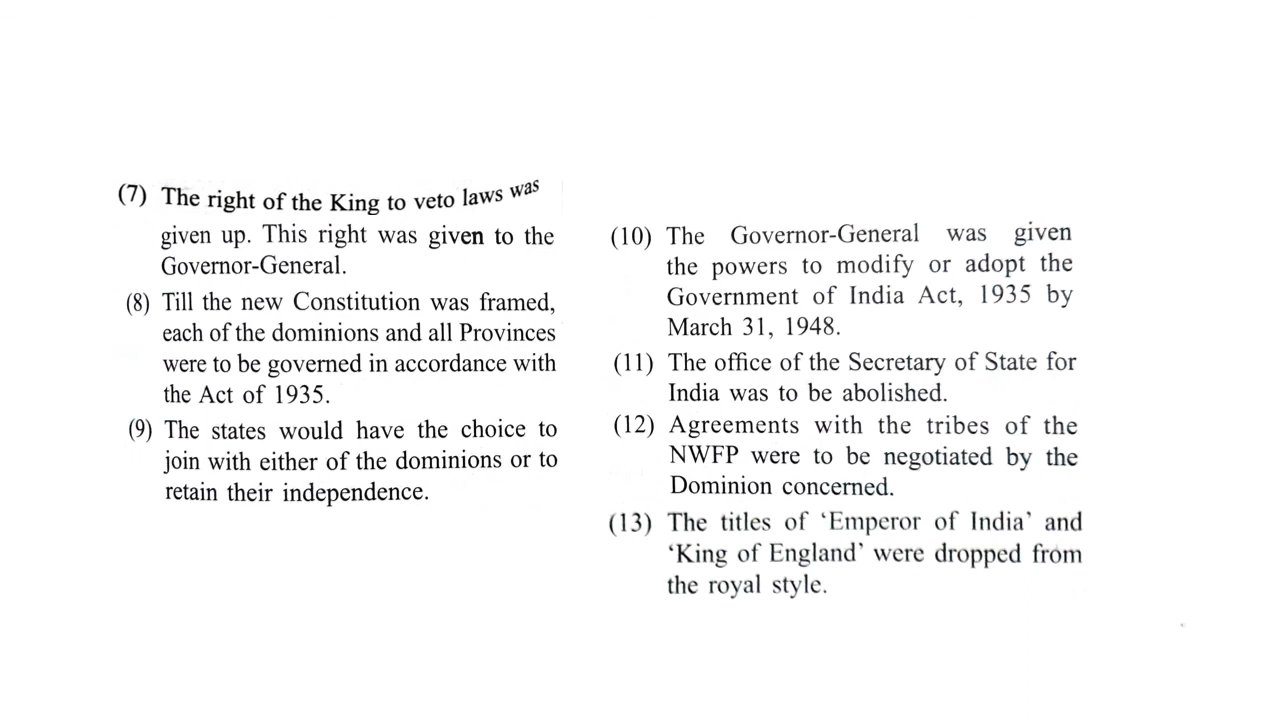 (7) The right of the King to veto laws was
given up. This right was given to the
Governor-General.
(8) Till the new Constitution was framed,
each of the dominions and all Provinces
were to be governed in accordance with
the Act of 1935.
(9) The states would have the choice to
join with either of the dominions or to
retain their independence.
(10) The Governor-General was given
the powers to modify or adopt the
Government of India Act, 1935 by
March 31, 1948.
(11) The office of the Secretary of State for
India was to be abolished.
(12) Agreements with the tribes of the
NWFP were to be negotiated by the
Dominion concerned.
(13) The titles of ‘Emperor of India’ and
‘King of England’ were dropped from
the royal style.